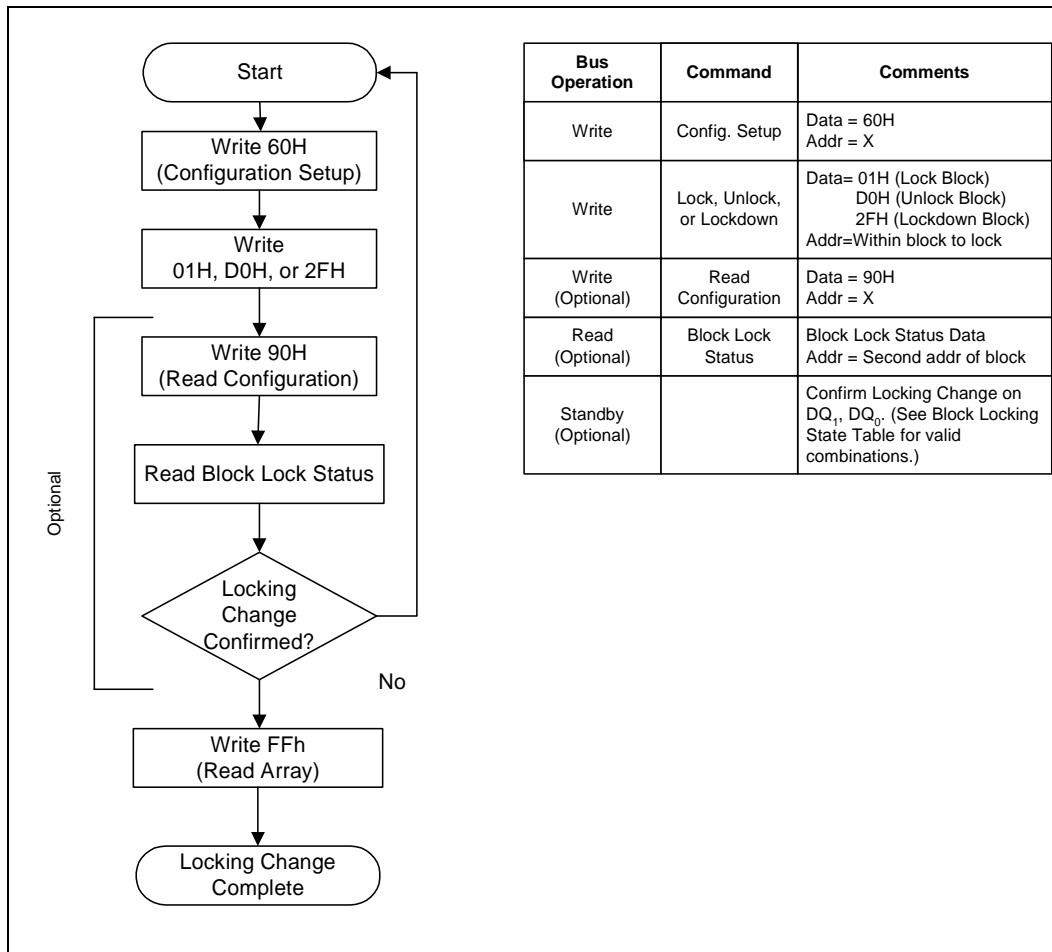 Start
Write 60H
(Configuration Setup)
Write
01H, D0H, or 2FH
Optional
Write 90H
(Read Configuration)
Read Block Lock Status
Locking
Change
Confirmed?
No
Write FFh
(Read Array)
Locking Change
Complete
Bus
Operation
Command
Comments
Write
Config. Setup
Data = 60H
Addr = X
Write
Lock, Unlock,
or Lockdown
Data= 01H (Lock Block)
D0H (Unlock Block)
2FH (Lockdown Block)
Addr=Within block to lock
Write
(Optional)
Read
Configuration
Data = 90H
Addr = X
Read
(Optional)
Block Lock
Status
Block Lock Status Data
Addr = Second addr of block
Standby
(Optional)
Confirm Locking Change on
DQ₁, DQ₀. (See Block Locking
State Table for valid
combinations.)